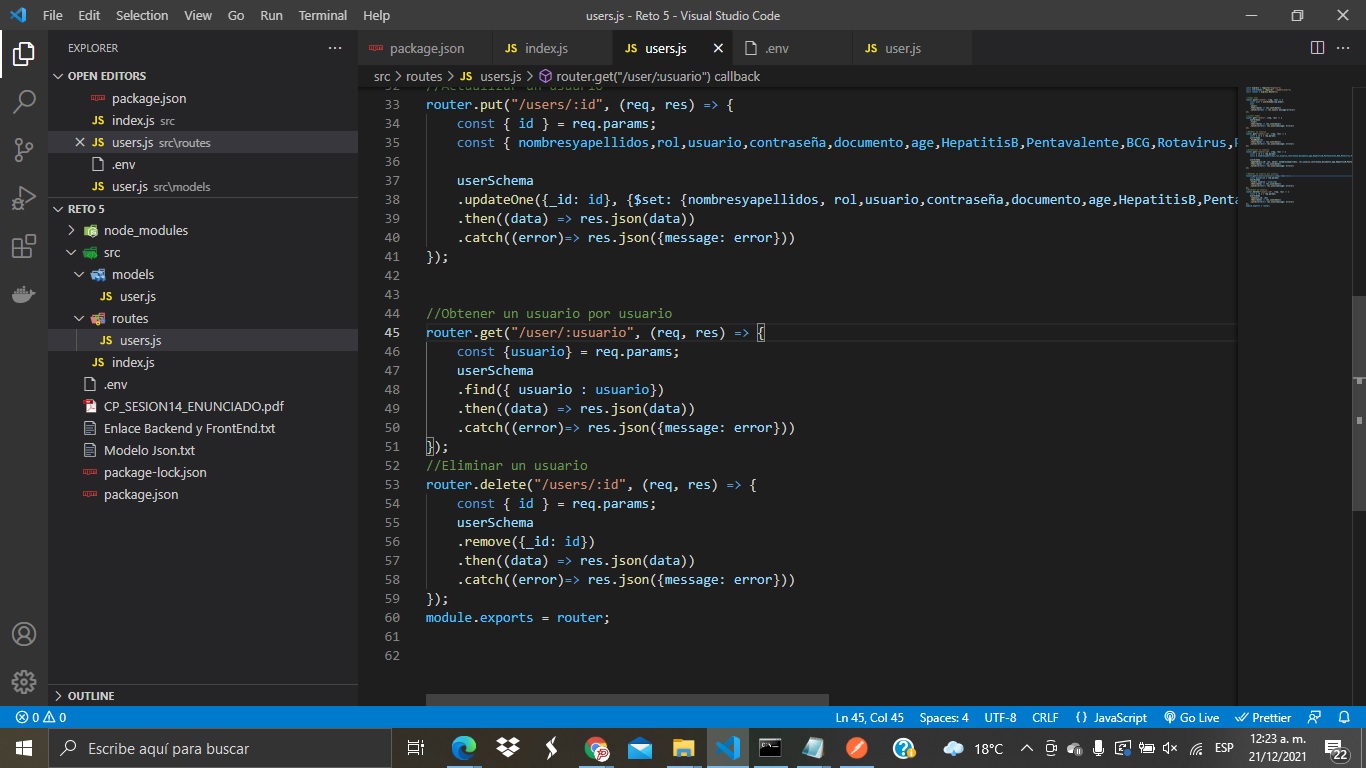 File Edit Selection View Go Run Terminal Help
users.js - Reto 5 - Visual Studio Code
EXPLORER
OPEN EDITORS
package.json
index.js src
users.js src\routes
.env
user.js src\models
RETO 5
node_modules
src
models
user.js
routes
users.js
index.js
.env
CP_SESION14_ENUNCIADO.pdf
Enlace Backend y FrontEnd.txt
Modelo Json.txt
package-lock.json
package.json
OUTLINE
package.json index.js users.js .env user.js
src > routes > JS users.js > router.get("/user/:usuario") callback
32 //Actualizar un usuario
33 router.put("/users/:id", (req, res) => {
34 const { id } = req.params;
35 const { nombresyapellidos,rol,usuario,contraseña,documento,age,HepatitisB,Pentavalente,BCG,Rotavirus,
36
37 userSchema
38 .updateOne({_id: id}, {$set: {nombresyapellidos, rol,usuario,contraseña,documento,age,HepatitisB,Penta
39 .then((data) => res.json(data))
40 .catch((error)=> res.json({message: error}))
41 });
42
43
44 //Obtener un usuario por usuario
45 router.get("/user/:usuario", (req, res) => {
46 const {usuario} = req.params;
47 userSchema
48 .find({ usuario : usuario})
49 .then((data) => res.json(data))
50 .catch((error)=> res.json({message: error}))
51 });
52 //Eliminar un usuario
53 router.delete("/users/:id", (req, res) => {
54 const { id } = req.params;
55 userSchema
56 .remove({_id: id})
57 .then((data) => res.json(data))
58 .catch((error)=> res.json({message: error}))
59 });
60 module.exports = router;
61
62
0 0 Ln 45, Col 45 Spaces: 4 UTF-8 CRLF {} JavaScript Go Live Prettier
Escribe aquí para buscar
18°C ESP 12:23 a. m.
21/12/2021 22